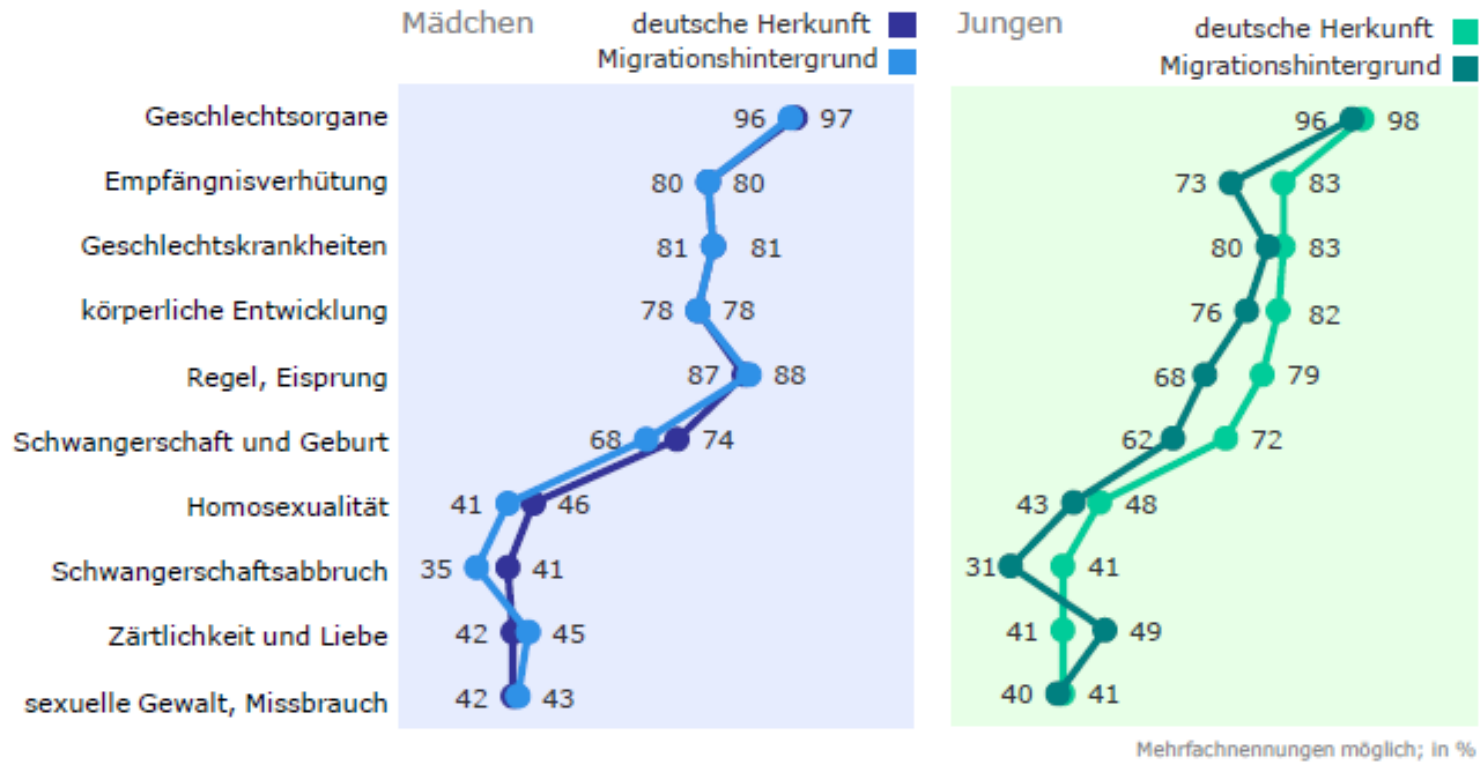 Mädchen deutsche Herkunft Jungen deutsche Herkunft
Migrationshintergrund Migrationshintergrund
Geschlechtsorgane 96 97 96 98
Empfängnisverhütung 80 80 73 83
Geschlechtskrankheiten 81 81 80 83
körperliche Entwicklung 78 78 76 82
Regel, Eisprung 87 88 68 79
Schwangerschaft und Geburt 68 74 62 72
Homosexualität 41 46 43 48
Schwangerschaftsabbruch 35 41 31 41
Zärtlichkeit und Liebe 42 45 41 49
sexuelle Gewalt, Missbrauch 42 43 40 41
Mehrfachnennungen möglich; in %